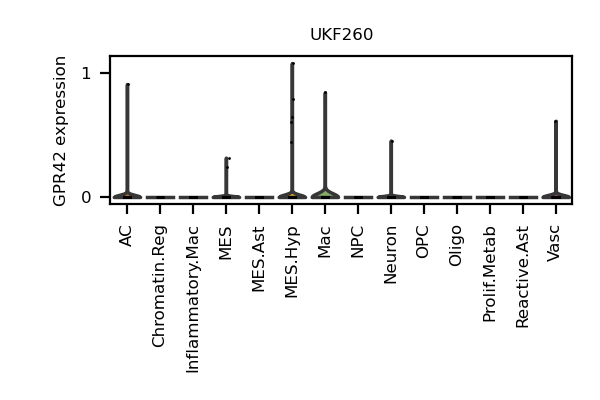 UKF260
GPR42 expression
1
0
AC
Chromatin.Reg
Inflammatory.Mac
MES
MES.Ast
MES.Hyp
Mac
NPC
Neuron
OPC
Oligo
Prolif.Metab
Reactive.Ast
Vasc